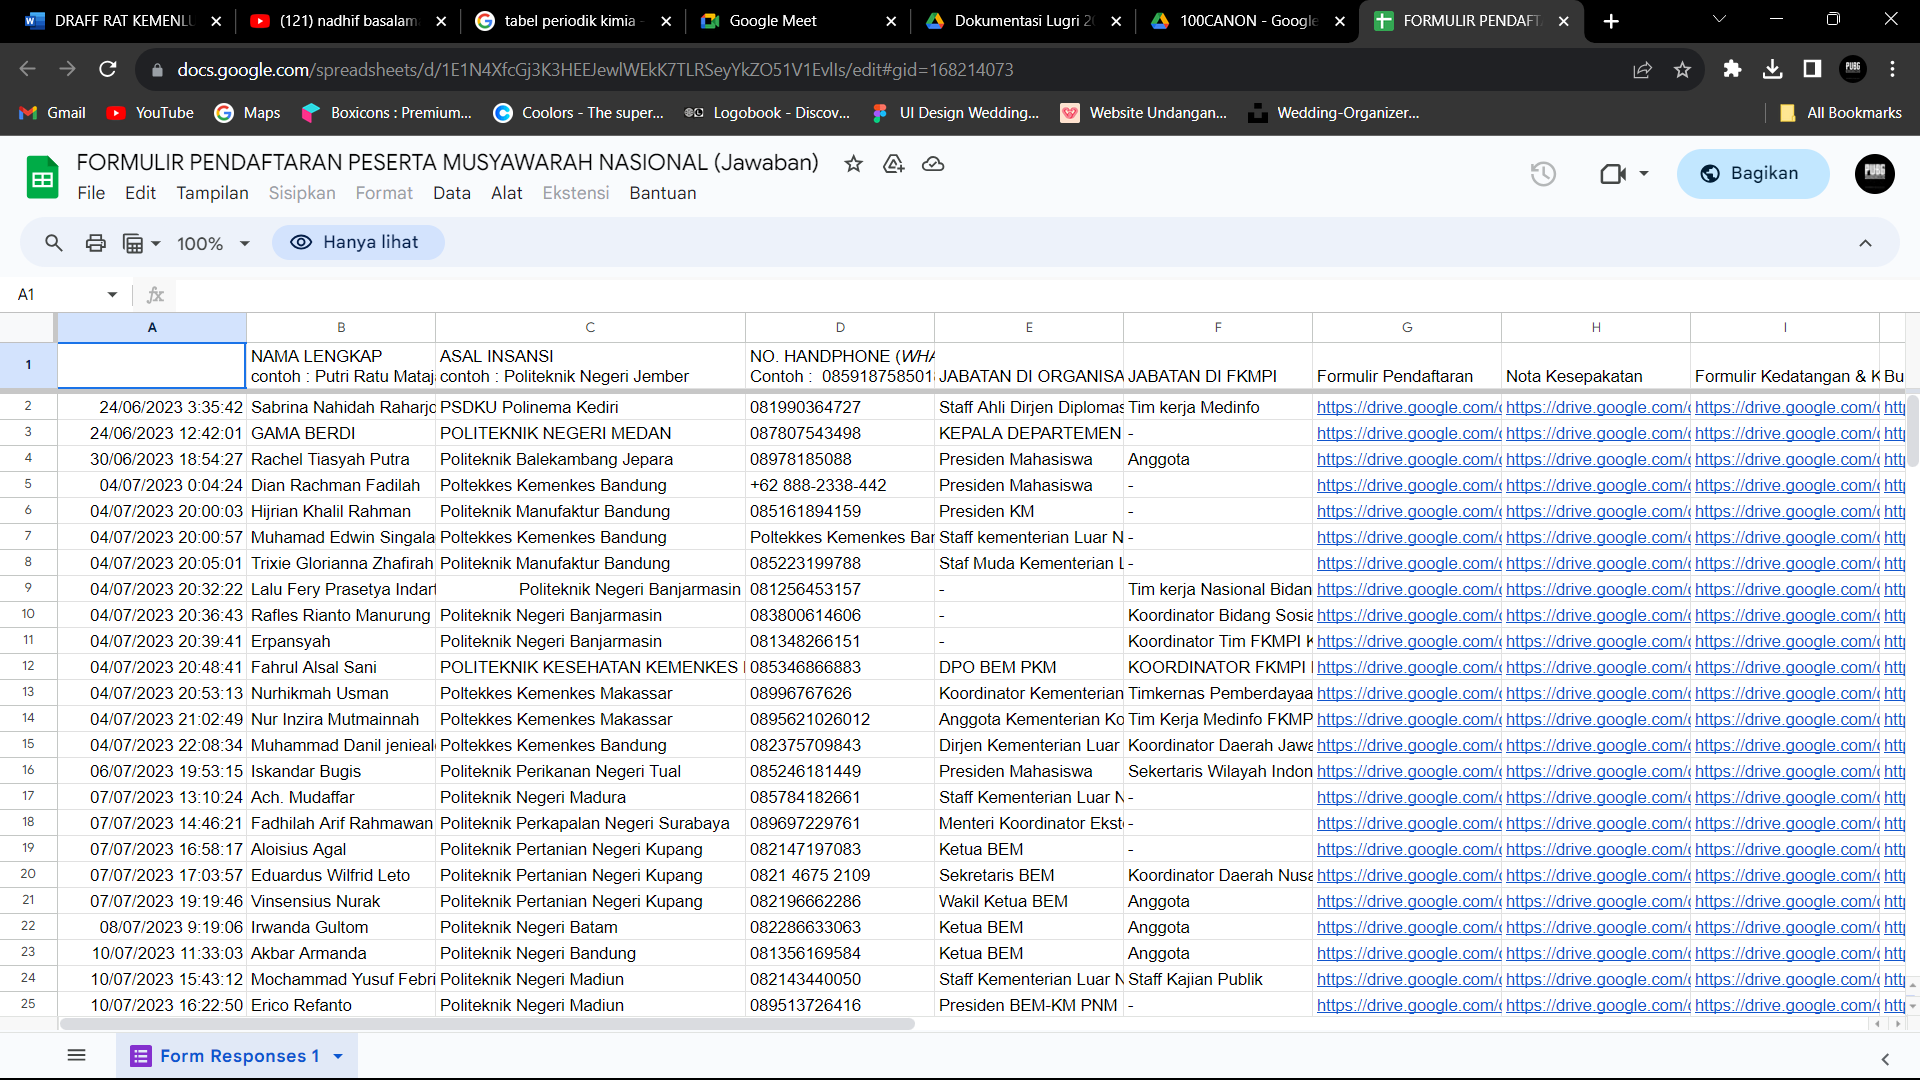 DRAFF RAT KEMENLU (121) nadhif basalam tabel periodik kimia - Google Meet Dokumentasi Lugri 20 100CANON - Google FORMULIR PENDAFTA
docs.google.com/spreadsheets/d/1E1N4XfcGj3K3HEEJewlWEkK7TLRSeyYkZO51V1EvlIs/edit#gid=168214073
Gmail YouTube Maps Boxicons : Premium... Coolors - The super... Logobook - Discov... UI Design Wedding... Website Undangan... Wedding-Organizer... All Bookmarks
FORMULIR PENDAFTARAN PESERTA MUSYAWARAH NASIONAL (Jawaban)
File Edit Tampilan Sisipkan Format Data Alat Ekstensi Bantuan
Bagikan
100% Hanya lihat
A1 fx
A B C D E F G H I
NAMA LENGKAP ASAL INSANSI NO. HANDPHONE (WHA
1 contoh : Putri Ratu Mataj contoh : Politeknik Negeri Jember Contoh : 085918758501 JABATAN DI ORGANISA JABATAN DI FKMPI Formulir Pendaftaran Nota Kesepakatan Formulir Kedatangan & K Bu
2 24/06/2023 3:35:42 Sabrina Nahidah Raharjo PSDKU Polinema Kediri 081990364727 Staff Ahli Dirjen Diplomas Tim kerja Medinfo https://drive.google.com/ https://drive.google.com/ https://drive.google.com/ http
3 24/06/2023 12:42:01 GAMA BERDI POLITEKNIK NEGERI MEDAN 087807543498 KEPALA DEPARTEMEN - https://drive.google.com/ https://drive.google.com/ https://drive.google.com/ http
4 30/06/2023 18:54:27 Rachel Tiasyah Putra Politeknik Balekambang Jepara 08978185088 Presiden Mahasiswa Anggota https://drive.google.com/ https://drive.google.com/ https://drive.google.com/ http
5 04/07/2023 0:04:24 Dian Rachman Fadilah Poltekkes Kemenkes Bandung +62 888-2338-442 Presiden Mahasiswa - https://drive.google.com/ https://drive.google.com/ https://drive.google.com/ http
6 04/07/2023 20:00:03 Hijrian Khalil Rahman Politeknik Manufaktur Bandung 085161894159 Presiden KM - https://drive.google.com/ https://drive.google.com/ https://drive.google.com/ http
7 04/07/2023 20:00:57 Muhamad Edwin Singala Poltekkes Kemenkes Bandung Poltekkes Kemenkes Bar Staff kementerian Luar N - https://drive.google.com/ https://drive.google.com/ https://drive.google.com/ http
8 04/07/2023 20:05:01 Trixie Glorianna Zhafirah Politeknik Manufaktur Bandung 085223199788 Staf Muda Kementerian L - https://drive.google.com/ https://drive.google.com/ https://drive.google.com/ http
9 04/07/2023 20:32:22 Lalu Fery Prasetya Indart Politeknik Negeri Banjarmasin 081256453157 - Tim kerja Nasional Bidan https://drive.google.com/ https://drive.google.com/ https://drive.google.com/ http
10 04/07/2023 20:36:43 Rafles Rianto Manurung Politeknik Negeri Banjarmasin 083800614606 - Koordinator Bidang Sosia https://drive.google.com/ https://drive.google.com/ https://drive.google.com/ http
11 04/07/2023 20:39:41 Erpansyah Politeknik Negeri Banjarmasin 081348266151 - Koordinator Tim FKMPI K https://drive.google.com/ https://drive.google.com/ https://drive.google.com/ http
12 04/07/2023 20:48:41 Fahrul Alsal Sani POLITEKNIK KESEHATAN KEMENKES 085346866883 DPO BEM PKM KOORDINATOR FKMPI https://drive.google.com/ https://drive.google.com/ https://drive.google.com/ http
13 04/07/2023 20:53:13 Nurhikmah Usman Poltekkes Kemenkes Makassar 08996767626 Koordinator Kementerian Timkernas Pemberdayaa https://drive.google.com/ https://drive.google.com/ https://drive.google.com/ http
14 04/07/2023 21:02:49 Nur Inzira Mutmainnah Poltekkes Kemenkes Makassar 0895621026012 Anggota Kementerian Ko Tim Kerja Medinfo FKMP https://drive.google.com/ https://drive.google.com/ https://drive.google.com/ http
15 04/07/2023 22:08:34 Muhammad Danil jenieal Poltekkes Kemenkes Bandung 082375709843 Dirjen Kementerian Luar Koordinator Daerah Jawa https://drive.google.com/ https://drive.google.com/ https://drive.google.com/ http
16 06/07/2023 19:53:15 Iskandar Bugis Politeknik Perikanan Negeri Tual 085246181449 Presiden Mahasiswa Sekertaris Wilayah Indon https://drive.google.com/ https://drive.google.com/ https://drive.google.com/ http
17 07/07/2023 13:10:24 Ach. Mudaffar Politeknik Negeri Madura 085784182661 Staff Kementerian Luar N - https://drive.google.com/ https://drive.google.com/ https://drive.google.com/ http
18 07/07/2023 14:46:21 Fadhilah Arif Rahmawan Politeknik Perkapalan Negeri Surabaya 089697229761 Menteri Koordinator Ekst - https://drive.google.com/ https://drive.google.com/ https://drive.google.com/ http
19 07/07/2023 16:58:17 Aloisius Agal Politeknik Pertanian Negeri Kupang 082147197083 Ketua BEM - https://drive.google.com/ https://drive.google.com/ https://drive.google.com/ http
20 07/07/2023 17:03:57 Eduardus Wilfrid Leto Politeknik Pertanian Negeri Kupang 0821 4675 2109 Sekretaris BEM Koordinator Daerah Nusa https://drive.google.com/ https://drive.google.com/ https://drive.google.com/ http
21 07/07/2023 19:19:46 Vinsensius Nurak Politeknik Pertanian Negeri Kupang 082196662286 Wakil Ketua BEM Anggota https://drive.google.com/ https://drive.google.com/ https://drive.google.com/ http
22 08/07/2023 9:19:06 Irwanda Gultom Politeknik Negeri Batam 082286633063 Ketua BEM Anggota https://drive.google.com/ https://drive.google.com/ https://drive.google.com/ http
23 10/07/2023 11:33:03 Akbar Armanda Politeknik Negeri Bandung 081356169584 Ketua BEM Anggota https://drive.google.com/ https://drive.google.com/ https://drive.google.com/ http
24 10/07/2023 15:43:12 Mochammad Yusuf Febri Politeknik Negeri Madiun 082143440050 Staff Kementerian Luar N Staff Kajian Publik https://drive.google.com/ https://drive.google.com/ https://drive.google.com/ http
25 10/07/2023 16:22:50 Erico Refanto Politeknik Negeri Madiun 089513726416 Presiden BEM-KM PNM - https://drive.google.com/ https://drive.google.com/ https://drive.google.com/ http
Form Responses 1